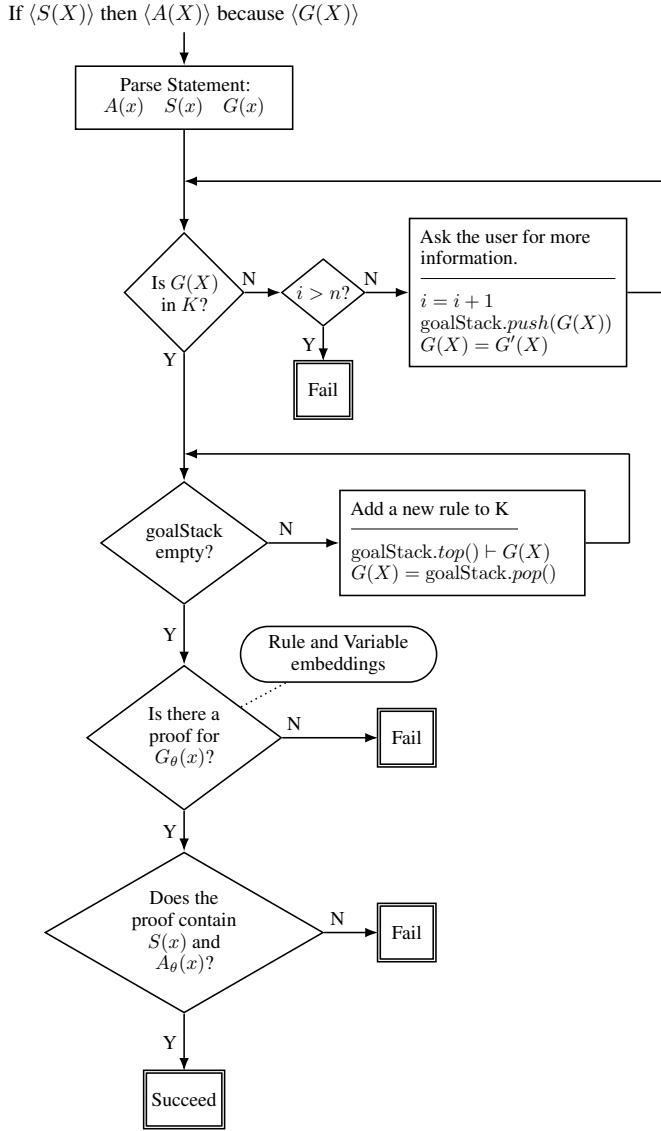 If ⟨S(X)⟩ then ⟨A(X)⟩ because ⟨G(X)⟩
Parse Statement:
A(x) S(x) G(x)
Is G(X)
in K?
N
i > n?
N
Ask the user for more
information.
i = i + 1
goalStack.push(G(X))
G(X) = G′(X)
Y
Y
Fail
goalStack
empty?
N
Add a new rule to K
goalStack.top() ⊢ G(X)
G(X) = goalStack.pop()
Y
Rule and Variable
embeddings
Is there a
proof for
Gθ(x)?
N
Fail
Y
Does the
proof contain
S(x) and
Aθ(x)?
N
Fail
Y
Succeed